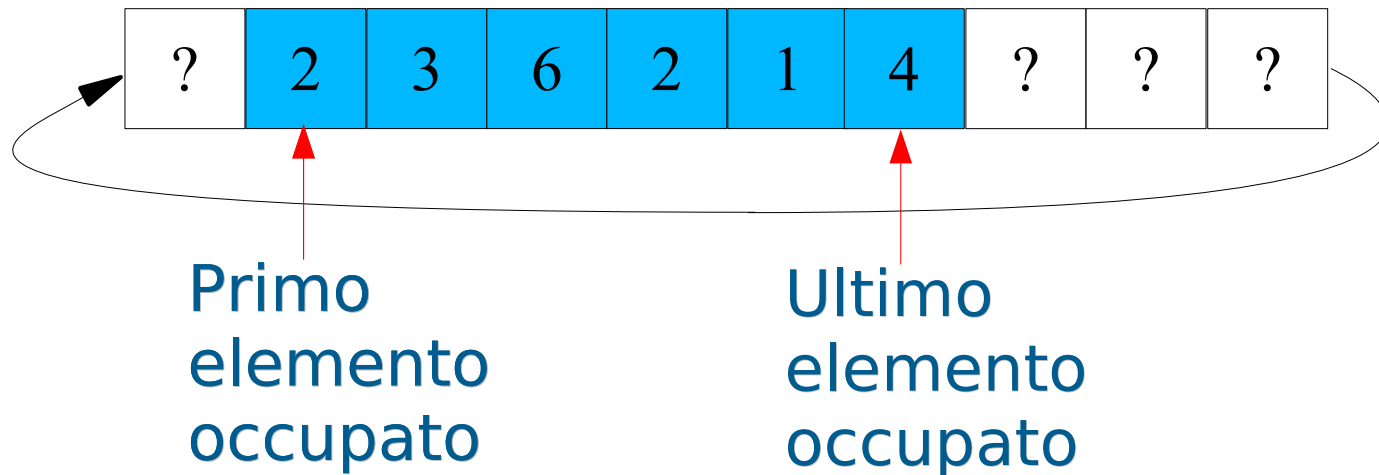 ? 2 3 6 2 1 4 ? ? ?
Primo
elemento
occupato
Ultimo
elemento
occupato